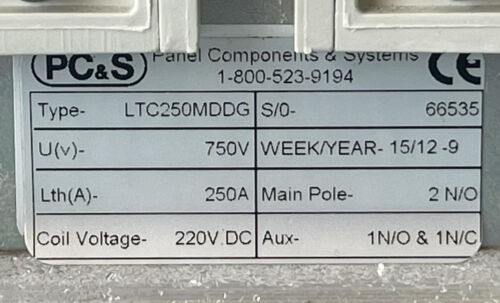 PC&S Panel Components & Systems CE
1-800-523-9194
Type- LTC250MDDG S/0- 66535
U(v)- 750V WEEK/YEAR- 15/12 -9
Lth(A)- 250A Main Pole- 2 N/O
Coil Voltage- 220V.DC Aux- 1N/O & 1N/C